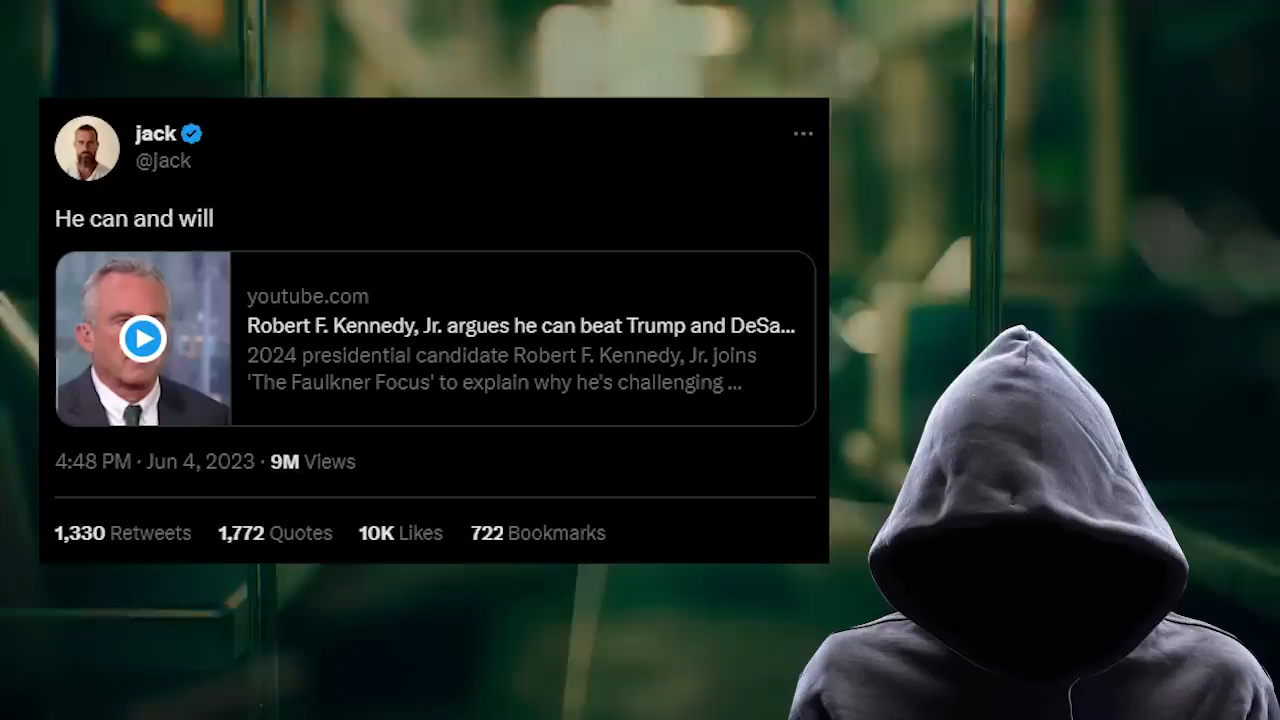 jack
@jack
He can and will
youtube.com
Robert F. Kennedy, Jr. argues he can beat Trump and DeSa...
2024 presidential candidate Robert F. Kennedy, Jr. joins
'The Faulkner Focus' to explain why he's challenging ...
4:48 PM · Jun 4, 2023 · 9M Views
1,330 Retweets 1,772 Quotes 10K Likes 722 Bookmarks